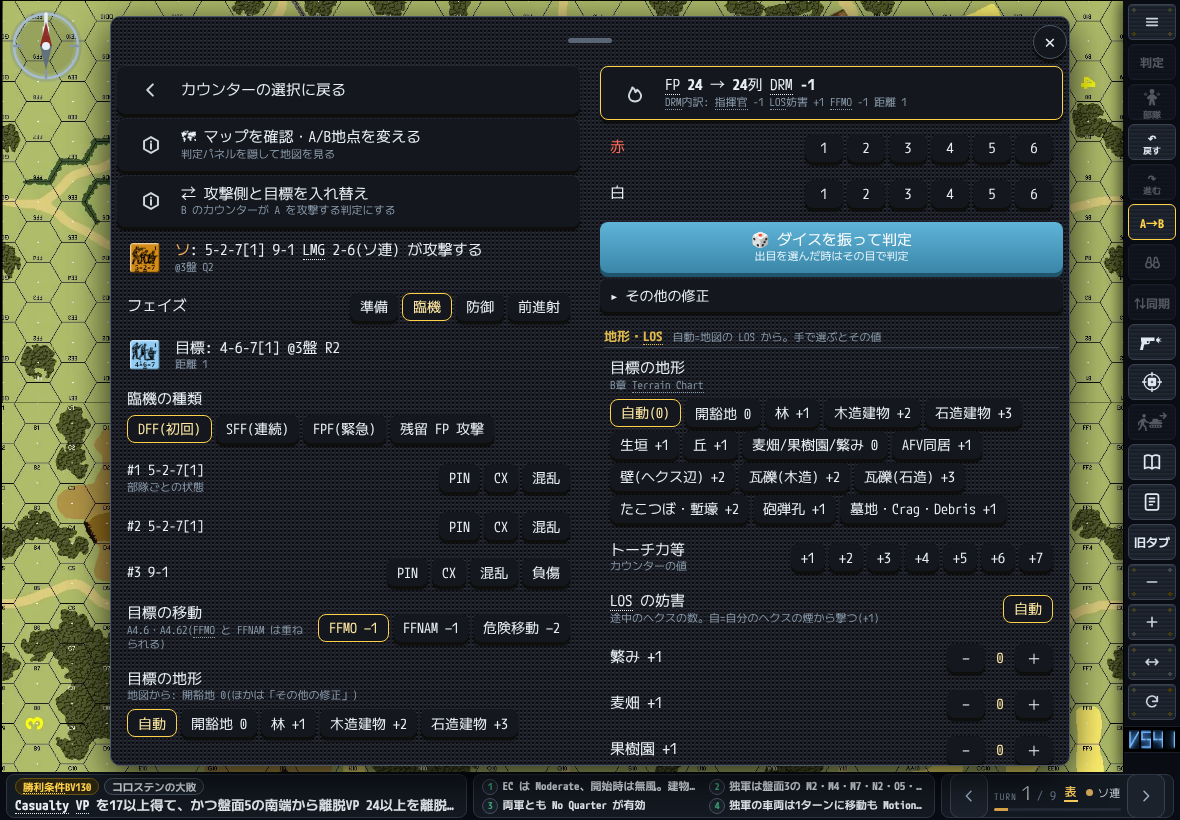 カウンターの選択に戻る
🗺 マップを確認・A/B地点を変える
判定パネルを隠して地図を見る
⇄ 攻撃側と目標を入れ替え
B のカウンターが A を攻撃する判定にする
ソ: 5-2-7[1] 9-1 LMG 2-6(ソ連) が攻撃する
@3盤 Q2
フェイズ
準備 臨機 防御 前進射
4-6-7
目標: 4-6-7[1] @3盤 R2
距離 1
臨機の種類
DFF(初回) SFF(連続) FPF(緊急) 残留 FP 攻撃
#1 5-2-7[1]
部隊ごとの状態
PIN CX 混乱
#2 5-2-7[1]
PIN CX 混乱
#3 9-1
PIN CX 混乱 負傷
目標の移動
A4.6・A4.62(FFMO と FFNAM は重ね
られる)
FFMO −1 FFNAM −1 危険移動 −2
目標の地形
地図から: 開豁地 0(ほかは「その他の修正」)
自動 開豁地 0 林 +1 木造建物 +2 石造建物 +3
×
FP 24 → 24列 DRM -1
DRM内訳: 指揮官 -1 LOS妨害 +1 FFMO -1 距離 1
赤 1 2 3 4 5 6
白 1 2 3 4 5 6
🎲 ダイスを振って判定
出目を選んだ時はその目で判定
▸ その他の修正
地形・LOS 自動=地図の LOS から。手で選ぶとその値
目標の地形
B章 Terrain Chart
自動(0) 開豁地 0 林 +1 木造建物 +2 石造建物 +3
生垣 +1 丘 +1 麦畑/果樹園/繁み 0 AFV同居 +1
壁(ヘクス辺) +2 瓦礫(木造) +2 瓦礫(石造) +3
たこつぼ・塹壕 +2 砲弾孔 +1 墓地・Crag・Debris +1
トーチカ等
カウンターの値
+1 +2 +3 +4 +5 +6 +7
LOS の妨害
途中のヘクスの数。自=自分のヘクスの煙から撃つ(+1)
自動
繁み +1 − 0 +
麦畑 +1 − 0 +
果樹園 +1 − 0 +
判定
部隊
戻す
進む
A→B
⇅同期
旧タブ
−
+
↔
4
3
勝利条件BV130 コロステンの大敗
Casualty VP を17以上得て、かつ盤面5の南端から離脱VP 24以上を離脱…
1 EC は Moderate、開始時は無風。建物…
2 独軍は盤面3の M2・M4・M7・N2・O5・…
3 両軍とも No Quarter が有効
4 独軍の車両は1ターンに移動も Motion…
TURN 1 / 9 表 ソ連